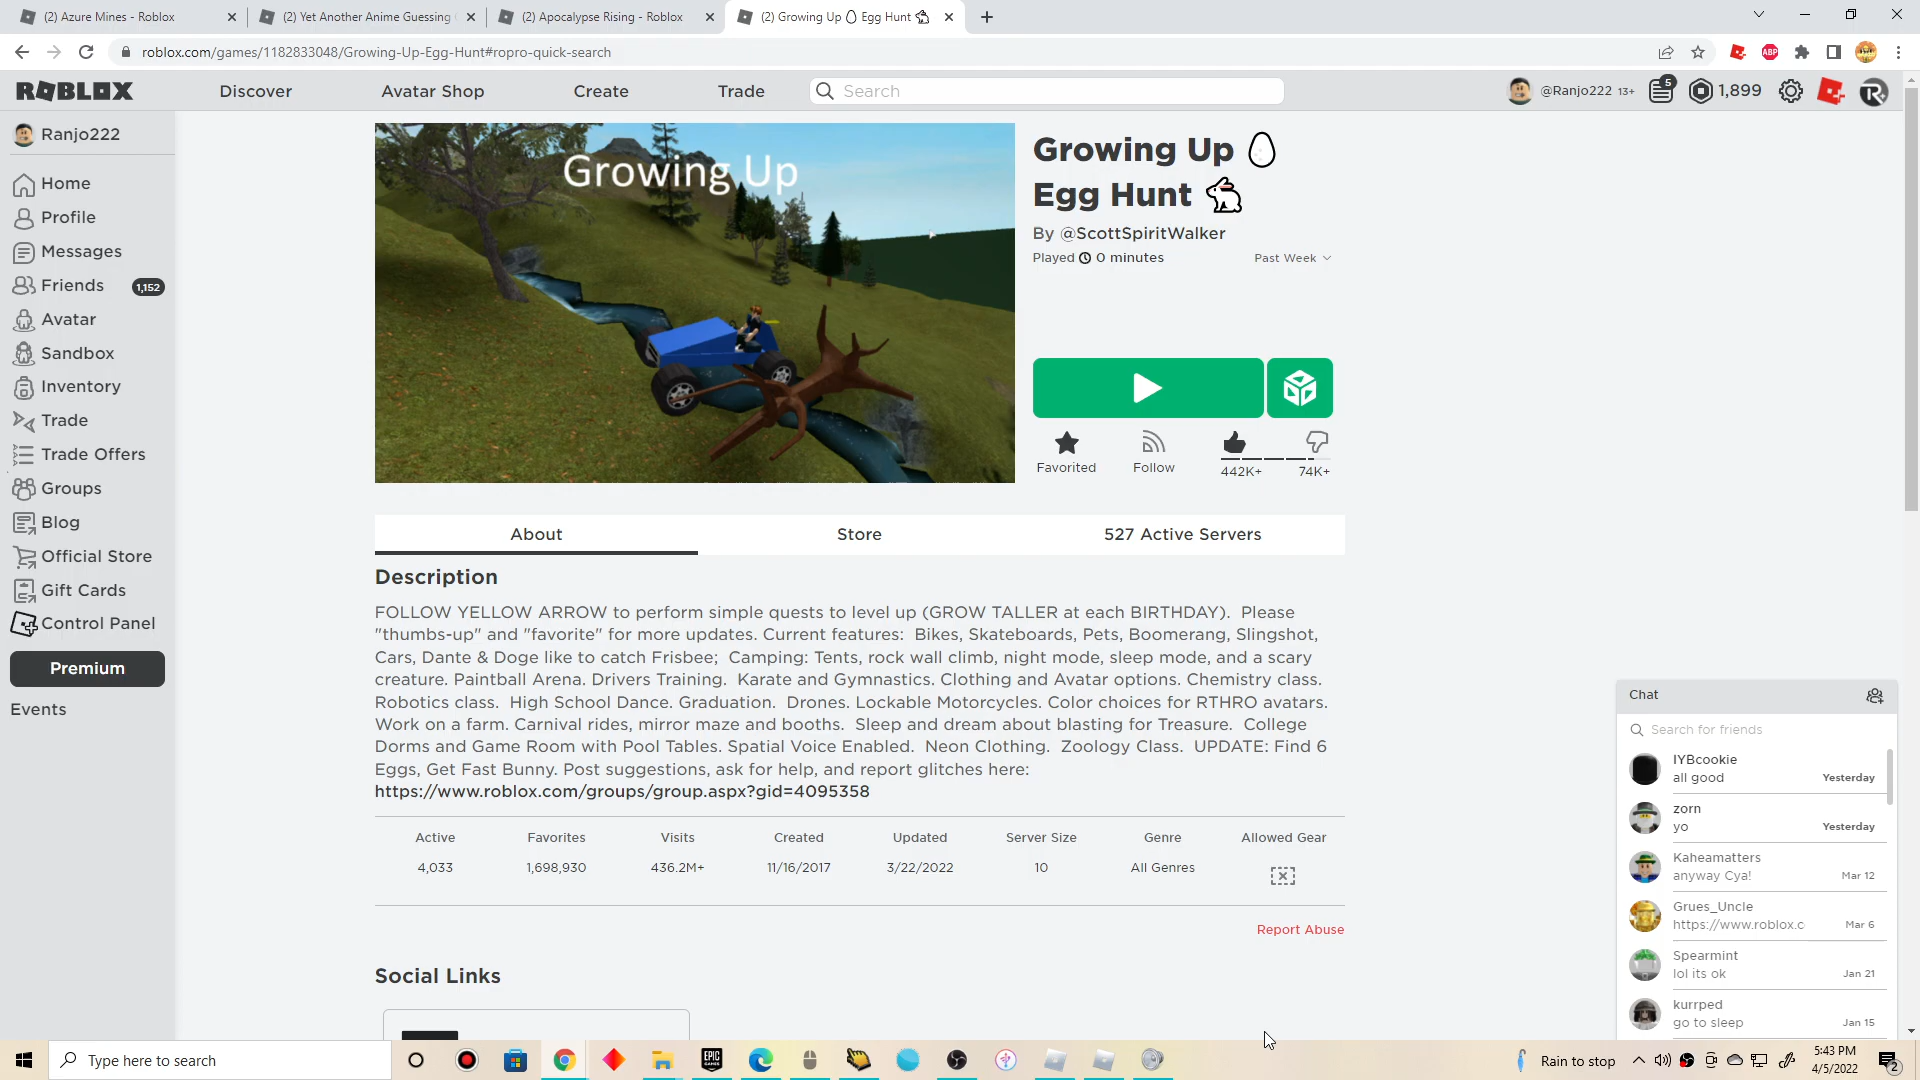 (2) Azure Mines - Roblox
(2) Yet Another Anime Guessing
(2) Apocalypse Rising - Roblox
(2) Growing Up Egg Hunt
roblox.com/games/1182833048/Growing-Up-Egg-Hunt#ropro-quick-search
ABP
ROBLOX
Discover
Avatar Shop
Create
Trade
Search
@Ranjo222 13+
5
1,899
R
Ranjo222
Home
Profile
Messages
Friends 1,152
Avatar
Sandbox
Inventory
Trade
Trade Offers
Groups
Blog
Official Store
Gift Cards
Control Panel
Premium
Events
Growing Up
Growing Up
Egg Hunt
By @ScottSpiritWalker
Played 0 minutes
Past Week
Favorited
Follow
442K+
74K+
About
Store
527 Active Servers
Description
FOLLOW YELLOW ARROW to perform simple quests to level up (GROW TALLER at each BIRTHDAY). Please
"thumbs-up" and "favorite" for more updates. Current features: Bikes, Skateboards, Pets, Boomerang, Slingshot,
Cars, Dante & Doge like to catch Frisbee; Camping: Tents, rock wall climb, night mode, sleep mode, and a scary
creature. Paintball Arena. Drivers Training. Karate and Gymnastics. Clothing and Avatar options. Chemistry class.
Robotics class. High School Dance. Graduation. Drones. Lockable Motorcycles. Color choices for RTHRO avatars.
Work on a farm. Carnival rides, mirror maze and booths. Sleep and dream about blasting for Treasure. College
Dorms and Game Room with Pool Tables. Spatial Voice Enabled. Neon Clothing. Zoology Class. UPDATE: Find 6
Eggs, Get Fast Bunny. Post suggestions, ask for help, and report glitches here:
https://www.roblox.com/groups/group.aspx?gid=4095358
Active Favorites Visits Created Updated Server Size Genre Allowed Gear
4,033 1,698,930 436.2M+ 11/16/2017 3/22/2022 10 All Genres
Report Abuse
Social Links
Chat
Search for friends
IYBcookie
all good Yesterday
zorn
yo Yesterday
Kaheamatters
anyway Cya! Mar 12
Grues_Uncle
https://www.roblox.c Mar 6
Spearmint
lol its ok Jan 21
kurrped
go to sleep Jan 15
Type here to search
EPIC GAMES
Rain to stop
5:43 PM
4/5/2022
2